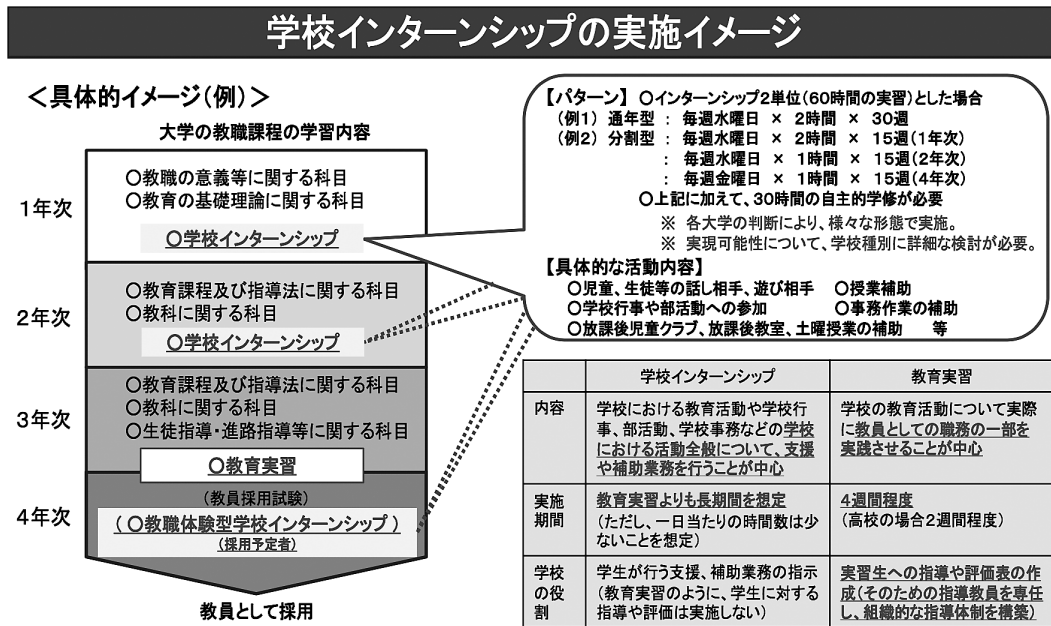 学校インターンシップの実施イメージ
＜具体的イメージ（例）＞
大学の教職課程の学習内容
1年次
〇教職の意義等に関する科目
〇教育の基礎理論に関する科目
〇学校インターンシップ
2年次
〇教育課程及び指導法に関する科目
〇教科に関する科目
〇学校インターンシップ
3年次
〇教育課程及び指導法に関する科目
〇教科に関する科目
〇生徒指導・進路指導等に関する科目
〇教育実習
4年次
（教員採用試験）
（〇教職体験型学校インターンシップ）
（採用予定者）
教員として採用
【パターン】 〇インターンシップ2単位（60時間の実習）とした場合
（例1） 通年型 ： 毎週水曜日 × 2時間 × 30週
（例2） 分割型 ： 毎週水曜日 × 2時間 × 15週（1年次）
： 毎週水曜日 × 1時間 × 15週（2年次）
： 毎週金曜日 × 1時間 × 15週（4年次）
〇上記に加えて、30時間の自主的学修が必要
※ 各大学の判断により、様々な形態で実施。
※ 実現可能性について、学校種別に詳細な検討が必要。
【具体的な活動内容】
〇児童、生徒等の話し相手、遊び相手 〇授業補助
〇学校行事や部活動への参加 〇事務作業の補助
〇放課後児童クラブ、放課後教室、土曜授業の補助 等
学校インターンシップ
教育実習
内容
学校における教育活動や学校行
事、部活動、学校事務などの学校
における活動全般について、支援
や補助業務を行うことが中心
学校の教育活動について実際
に教員としての職務の一部を
実践させることが中心
実施
期間
教育実習よりも長期間を想定
（ただし、一日当たりの時間数は少
ないことを想定）
4週間程度
（高校の場合2週間程度）
学校
の役
割
学生が行う支援、補助業務の指示
（教育実習のように、学生に対する
指導や評価は実施しない）
実習生への指導や評価表の作
成（そのための指導教員を専任
し、組織的な指導体制を構築）